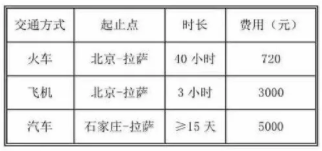 交通方式 起止点 时长 费用（元）
火车 北京-拉萨 40 小时 720
飞机 北京-拉萨 3 小时 3000
汽车 石家庄-拉萨 ≥15 天 5000